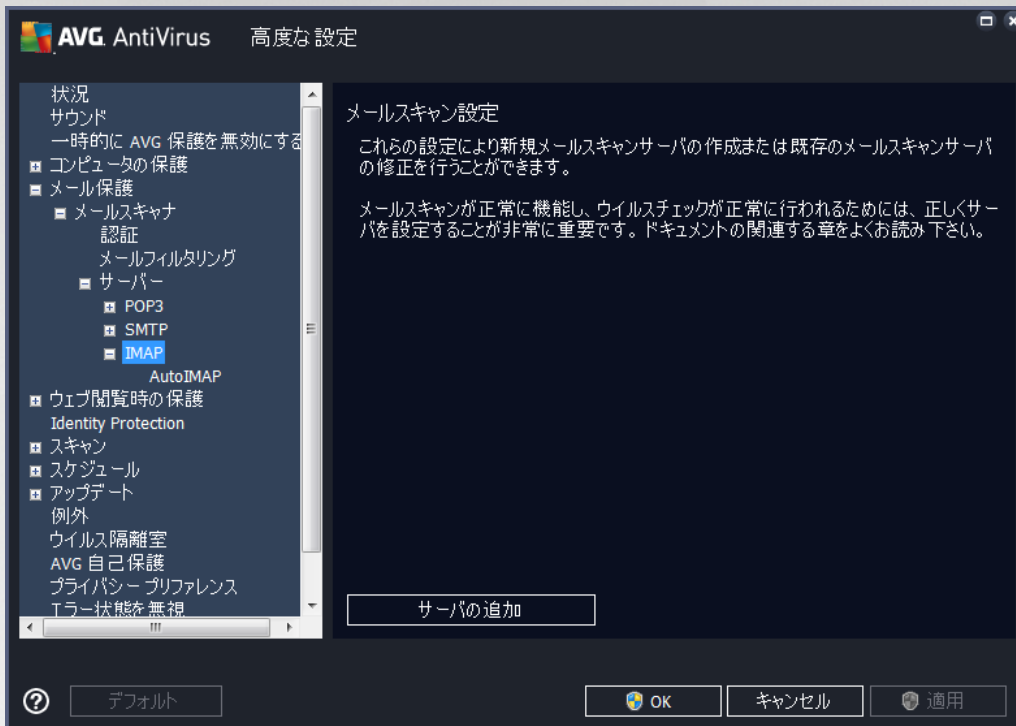 AVG AntiVirus 高度な設定
状況
サウンド
一時的に AVG 保護を無効にする
コンピュータの保護
メール保護
メールスキャナ
認証
メールフィルタリング
サーバー
POP3
SMTP
IMAP
AutoIMAP
ウェブ閲覧時の保護
Identity Protection
スキャン
スケジュール
アップデート
例外
ウイルス隔離室
AVG 自己保護
プライバシー プリファレンス
エラー状態を無視
メールスキャン設定
これらの設定により新規メールスキャンサーバの作成または既存のメールスキャンサーバ
の修正を行うことができます。
メールスキャンが正常に機能し、ウイルスチェックが正常に行われるためには、正しくサー
バを設定することが非常に重要です。ドキュメントの関連する章をよくお読み下さい。
サーバの追加
デフォルト
OK
キャンセル
適用